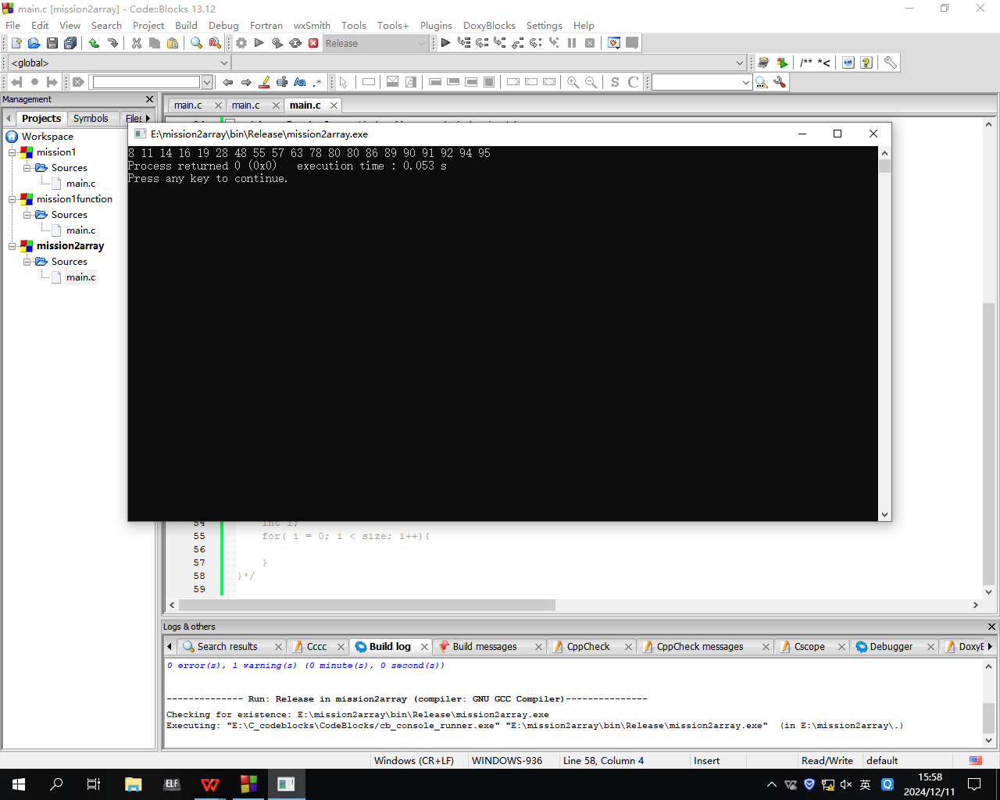 main.c [mission2array] - Code::Blocks 13.12
File Edit View Search Project Build Debug Fortran wxSmith Tools Tools+ Plugins DoxyBlocks Settings Help
Release
<global>
/** *<
Aa .* S C
Management
Projects Symbols Files
Workspace
mission1
Sources
main.c
mission1function
Sources
main.c
mission2array
Sources
main.c
main.c main.c main.c
E:\mission2array\bin\Release\mission2array.exe
8 11 14 16 19 28 48 55 57 63 78 80 80 86 89 90 91 92 94 95
Process returned 0 (0x0)   execution time : 0.053 s
Press any key to continue.
54 int i;
55 for( i = 0; i < size; i++){
56
57 }
58 }*/
59
Logs & others
Search results Cccc Build log Build messages CppCheck CppCheck messages Cscope Debugger DoxyB
0 error(s), 1 warning(s) (0 minute(s), 0 second(s))
-------------- Run: Release in mission2array (compiler: GNU GCC Compiler)---------------
Checking for existence: E:\mission2array\bin\Release\mission2array.exe
Executing: "E:\C_codeblocks\CodeBlocks/cb_console_runner.exe" "E:\mission2array\bin\Release\mission2array.exe"  (in E:\mission2array\.)
Windows (CR+LF) WINDOWS-936 Line 58, Column 4 Insert Read/Write default
ELF
英
15:58
2024/12/11